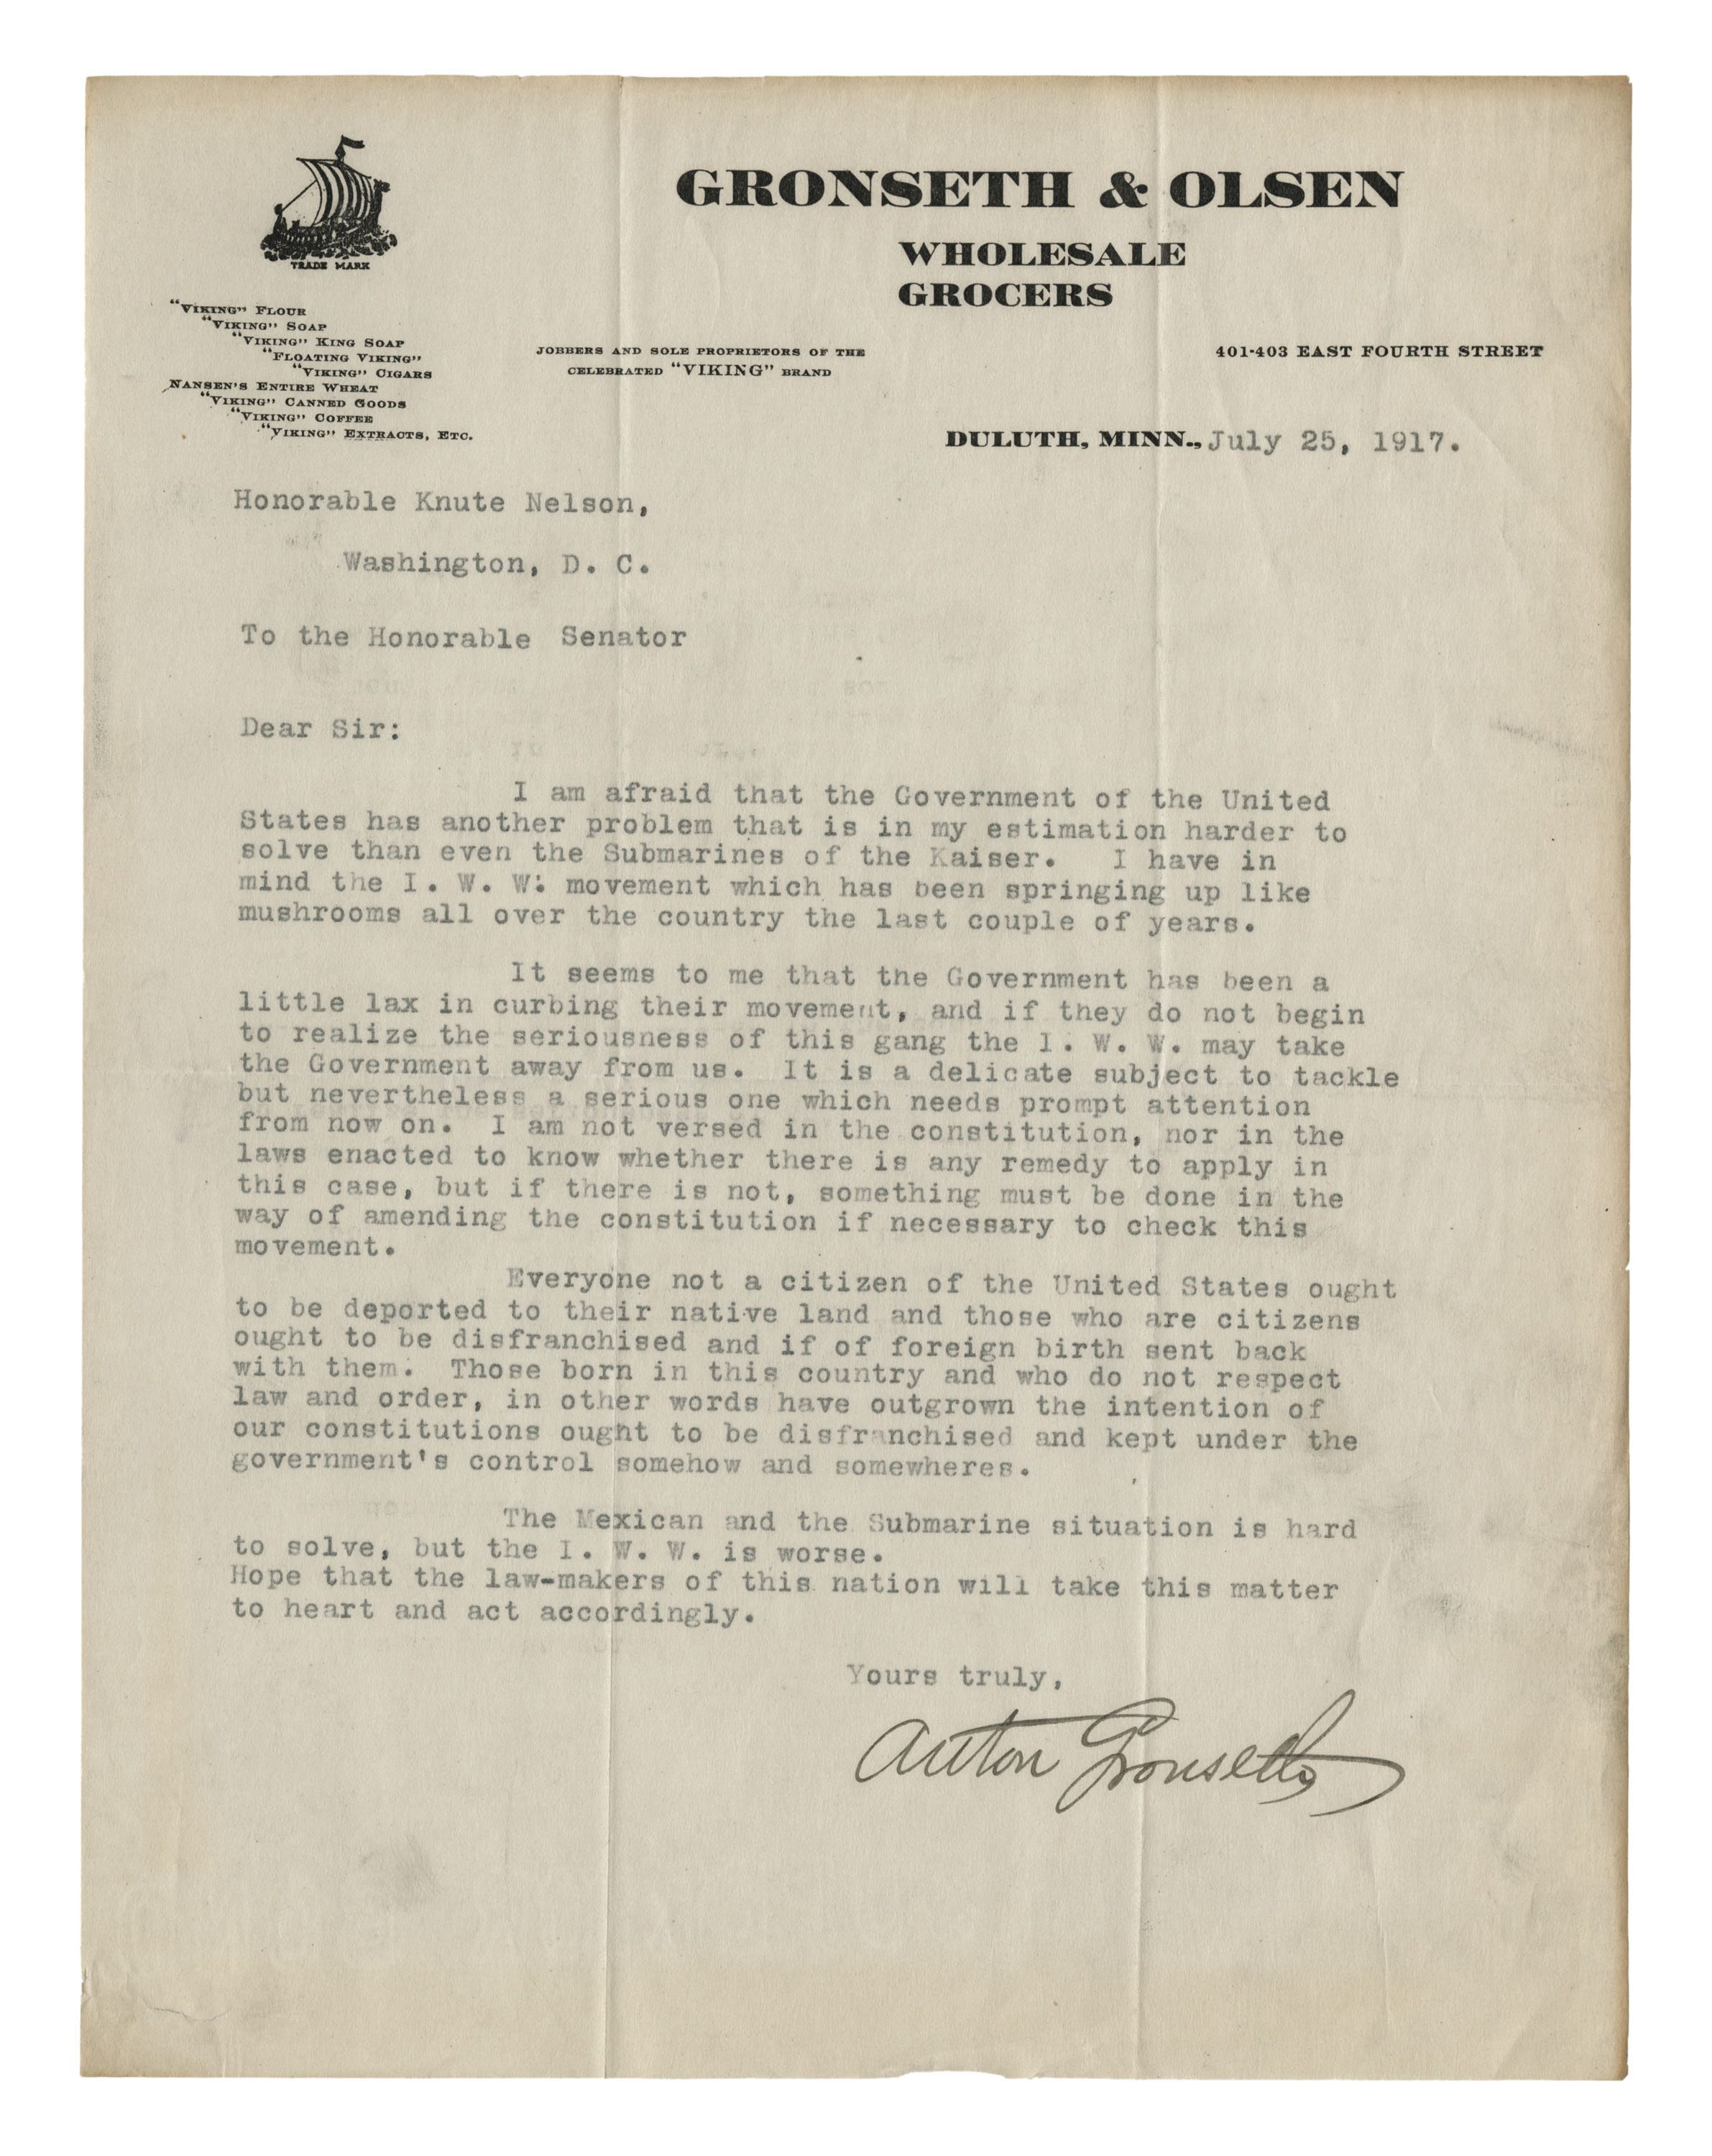 TRADE MARK
GRONSETH & OLSEN
WHOLESALE
GROCERS
"VIKING" FLOUR
"VIKING" SOAP
"VIKING" KING SOAP
"FLOATING VIKING"
"VIKING" CIGARS
NANSEN'S ENTIRE WHEAT
"VIKING" CANNED GOODS
"VIKING" COFFEE
"VIKING" EXTRACTS, ETC.
JOBBERS AND SOLE PROPRIETORS OF THE
CELEBRATED "VIKING" BRAND
401-403 EAST FOURTH STREET
DULUTH, MINN., July 25, 1917.
Honorable Knute Nelson,
Washington, D. C.
To the Honorable Senator
Dear Sir:
I am afraid that the Government of the United
States has another problem that is in my estimation harder to
solve than even the Submarines of the Kaiser. I have in
mind the I. W. W. movement which has been springing up like
mushrooms all over the country the last couple of years.
It seems to me that the Government has been a
little lax in curbing their movement, and if they do not begin
to realize the seriousness of this gang the I. W. W. may take
the Government away from us. It is a delicate subject to tackle
but nevertheless a serious one which needs prompt attention
from now on. I am not versed in the constitution, nor in the
laws enacted to know whether there is any remedy to apply in
this case, but if there is not, something must be done in the
way of amending the constitution if necessary to check this
movement.
Everyone not a citizen of the United States ought
to be deported to their native land and those who are citizens
ought to be disfranchised and if of foreign birth sent back
with them. Those born in this country and who do not respect
law and order, in other words have outgrown the intention of
our constitutions ought to be disfranchised and kept under the
government's control somehow and somewheres.
The Mexican and the Submarine situation is hard
to solve, but the I. W. W. is worse.
Hope that the law-makers of this nation will take this matter
to heart and act accordingly.
Yours truly,
Anton Gronseth